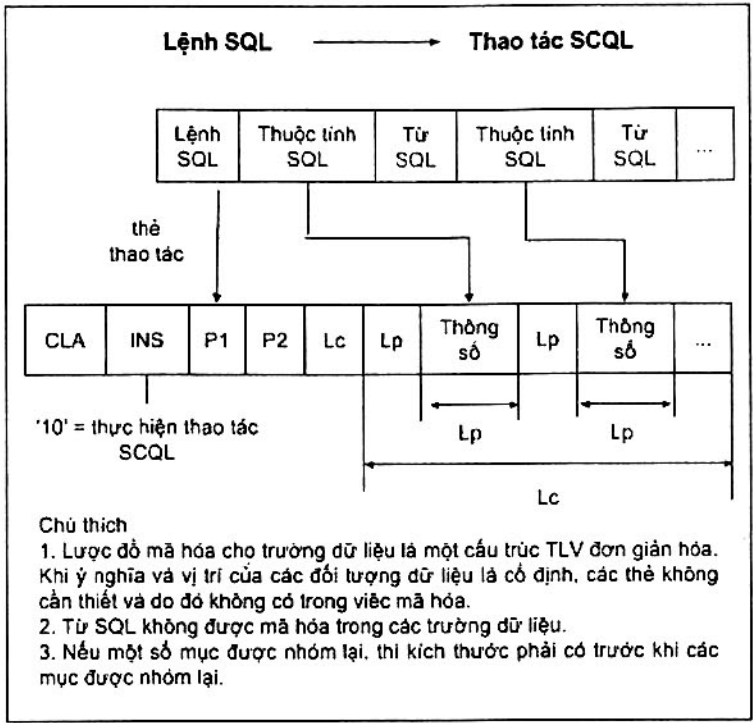 Lệnh SQL Thao tác SCQL
Lệnh SQL Thuộc tính SQL Từ SQL Thuộc tính SQL Từ SQL ...
thẻ
thao tác
CLA INS P1 P2 Lc Lp Thông số Lp Thông số ...
'10' = thực hiện thao tác
SCQL
Lp Lp
Lc
Chú thích
1. Lược đồ mã hóa cho trường dữ liệu là một cấu trúc TLV đơn giản hóa.
Khi ý nghĩa và vị trí của các đối tượng dữ liệu là cố định, các thẻ không
cần thiết và do đó không có trong việc mã hóa.
2. Từ SQL không được mã hóa trong các trường dữ liệu.
3. Nếu một số mục được nhóm lại, thì kích thước phải có trước khi các
mục được nhóm lại.